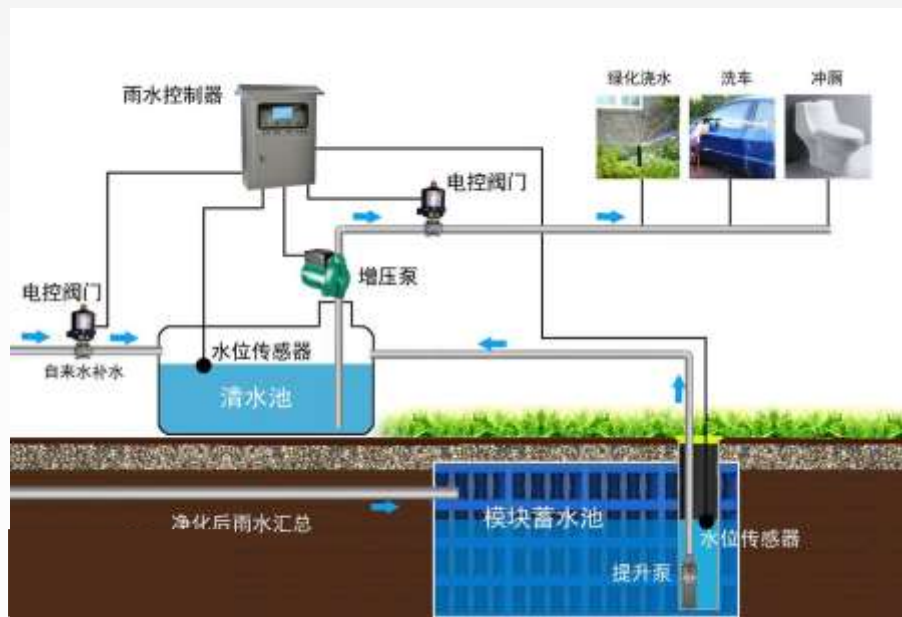 雨水控制器
绿化浇水
洗车
冲厕
电控阀门
增压泵
电控阀门
水位传感器
自来水补水
清水池
净化后雨水汇总
模块蓄水池
水位传感器
提升泵